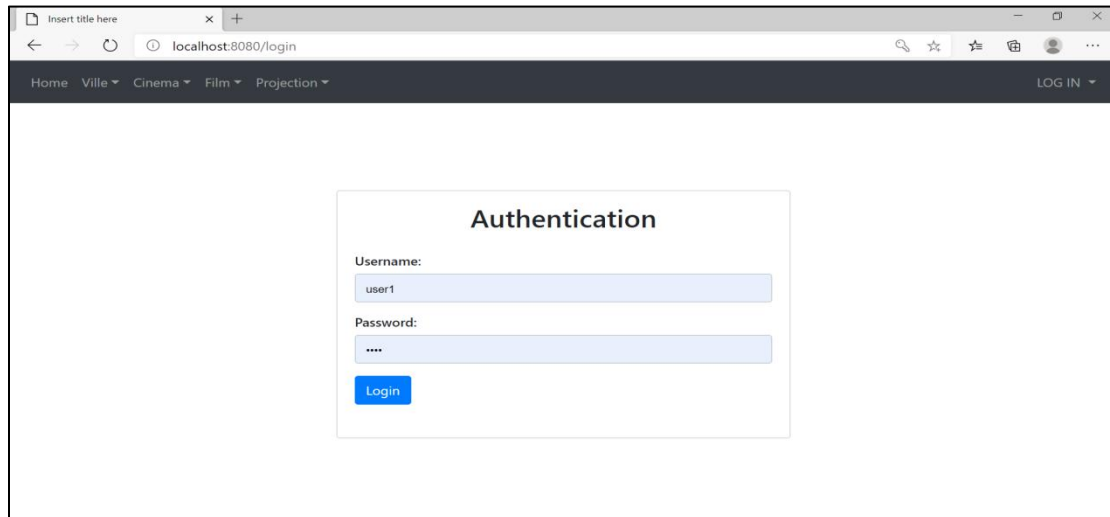 Insert title here
localhost:8080/login
Home Ville Cinema Film Projection LOG IN
Authentication
Username:
user1
Password:
••••
Login